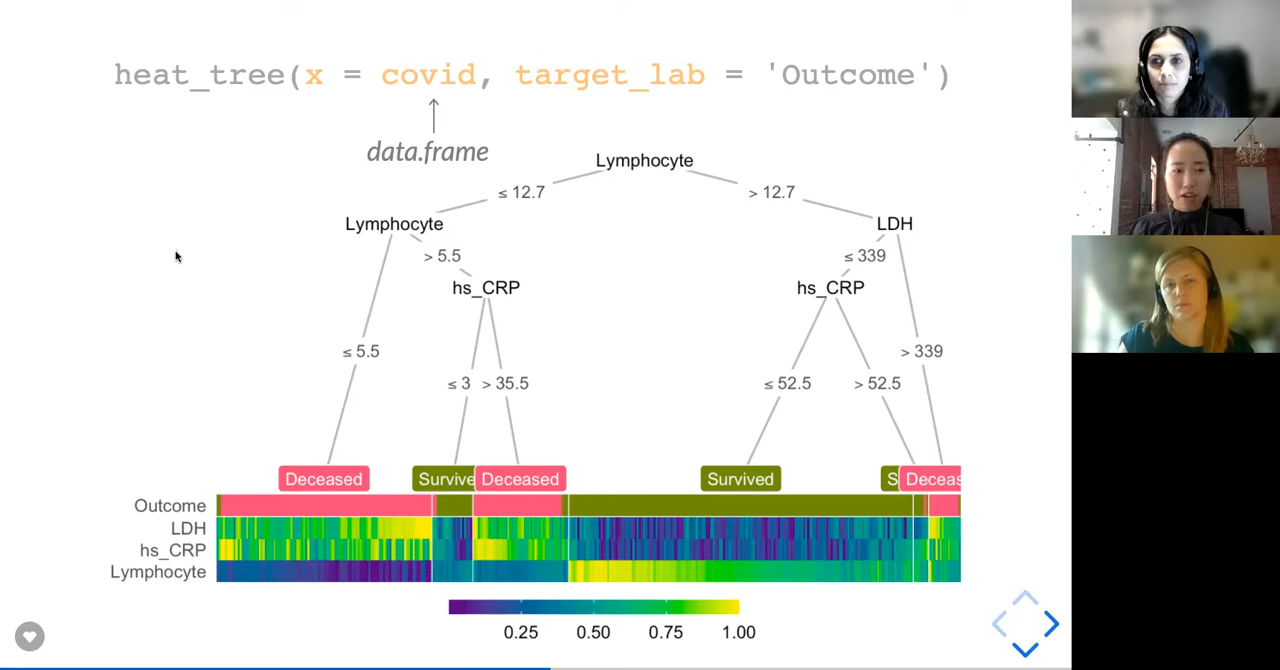 heat_tree(x = covid, target_lab = 'Outcome')
data.frame
Lymphocyte
≤ 12.7
> 12.7
Lymphocyte
LDH
> 5.5
≤ 339
hs_CRP
hs_CRP
≤ 5.5
> 339
≤ 3
> 35.5
≤ 52.5
> 52.5
Deceased
Survive
Deceased
Survived
S
Deceas
Outcome
LDH
hs_CRP
Lymphocyte
0.25
0.50
0.75
1.00